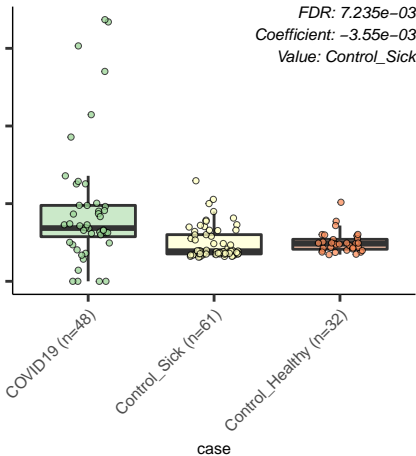 FDR: 7.235e−03
Coefficient: −3.55e−03
Value: Control_Sick
COVID19 (n=48)
Control_Sick (n=61)
Control_Healthy (n=32)
case